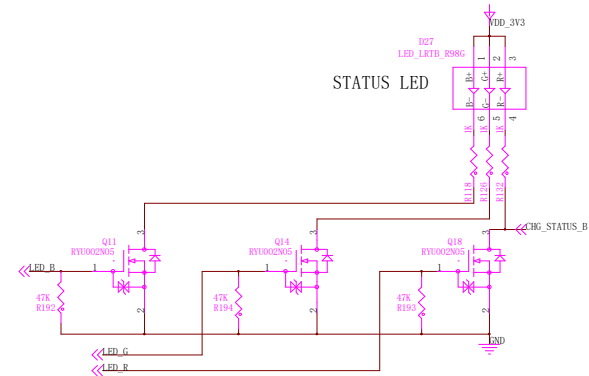 VDD_3V3
D27
LED_LRTB_R98G
STATUS LED
1 2 3
B+ G+ R+
B- G- R-
6 5 4
1K 1K 1K
R118 R126 R132
CHG_STATUS_B
Q11
RYU002N05
Q14
RYU002N05
Q18
RYU002N05
3 3 3
LED_B
1 1 1
47K
R192
47K
R194
47K
R193
2 2 2
GND
LED_G
LED_R